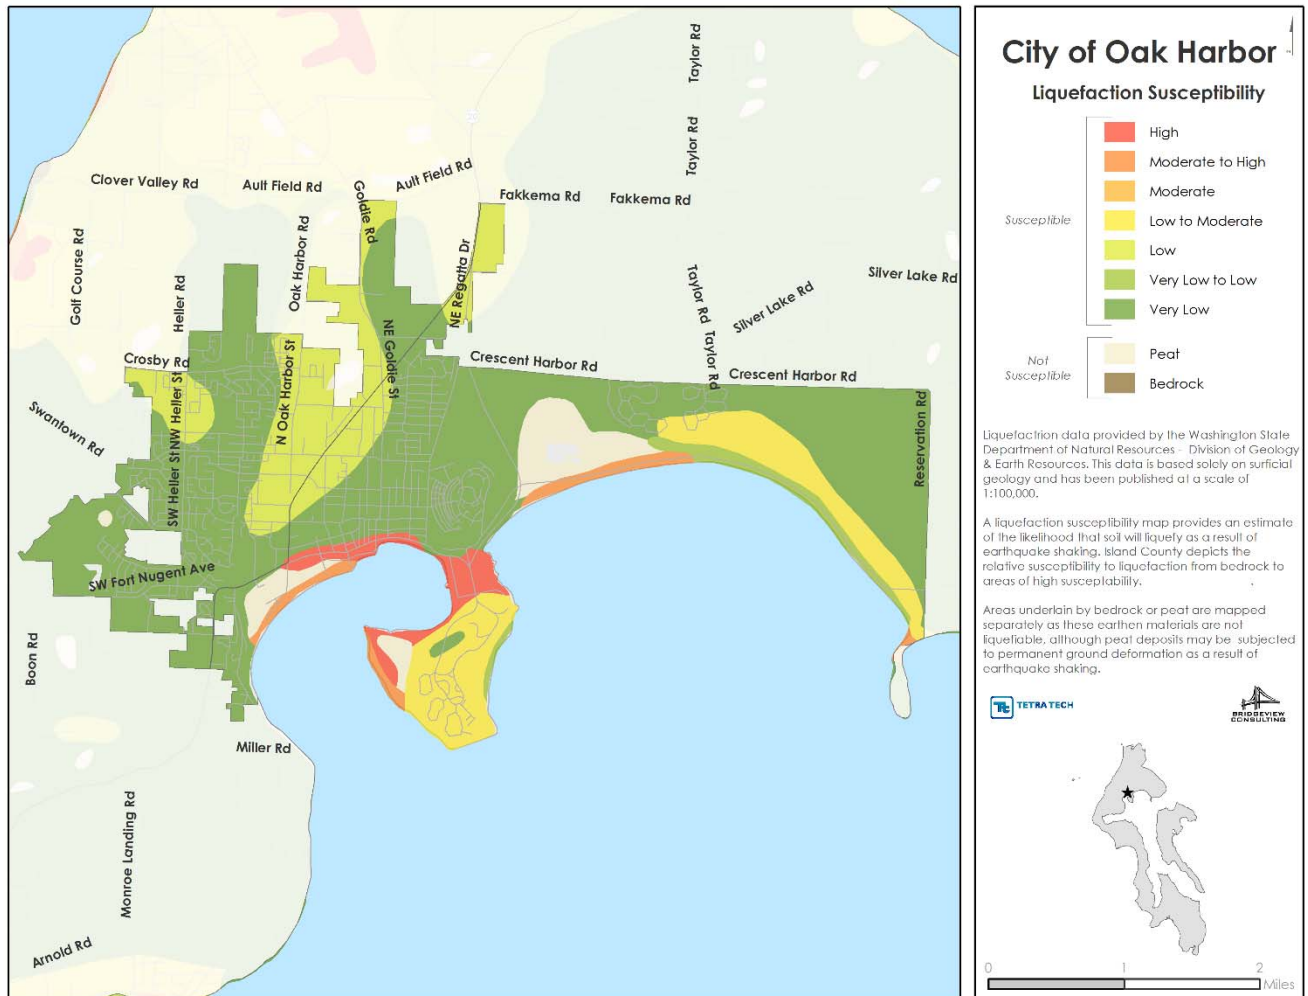 Taylor Rd
Taylor Rd
Clover Valley Rd
Ault Field Rd
Goldie Rd
Ault Field Rd
Fakkema Rd
Fakkema Rd
Golf Course Rd
Heller Rd
Oak Harbor Rd
NE Regatta Dr
Taylor Rd
Silver Lake Rd
Silver Lake Rd
Crosby Rd
NW Heller St
N Oak Harbor St
NE Goldie St
Crescent Harbor Rd
Taylor Rd
Crescent Harbor Rd
Swantown Rd
SW Heller St
Reservation Rd
SW Fort Nugent Ave
Boon Rd
Miller Rd
Monroe Landing Rd
Arnold Rd
City of Oak Harbor
Liquefaction Susceptibility
Susceptible
High
Moderate to High
Moderate
Low to Moderate
Low
Very Low to Low
Very Low
Not
Susceptible
Peat
Bedrock
Liquefactrion data provided by the Washington State
Department of Natural Resources - Division of Geology
& Earth Resources. This data is based solely on surficial
geology and has been published at a scale of
1:100,000.
A liquefaction susceptibility map provides an estimate
of the likelihood that soil will liquefy as a result of
earthquake shaking. Island County depicts the
relative susceptibility to liquefaction from bedrock to
areas of high susceptability.
Areas underlain by bedrock or peat are mapped
separately as these earthen materials are not
liquefiable, although peat deposits may be subjected
to permanent ground deformation as a result of
earthquake shaking.
TETRA TECH
BRIDGEVIEW
CONSULTING
0 1 2
Miles